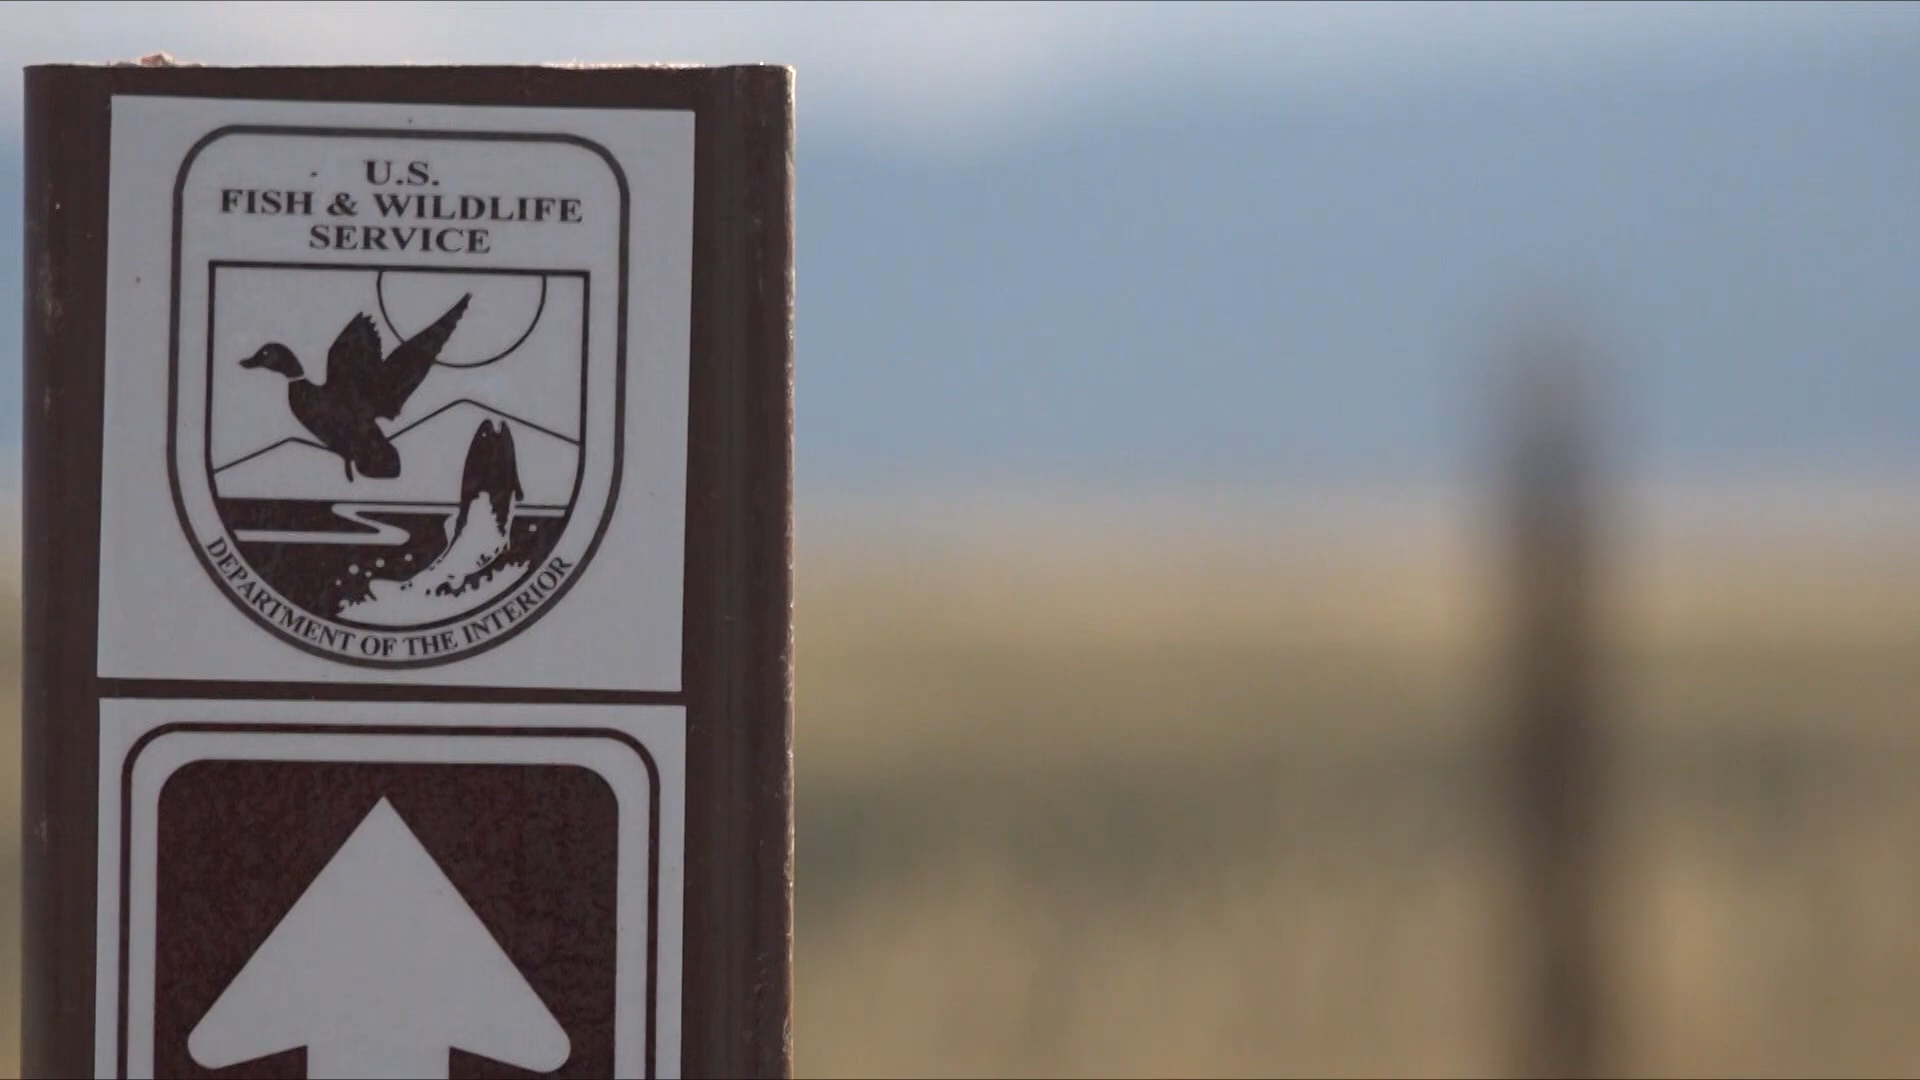 U.S.
FISH & WILDLIFE
SERVICE
DEPARTMENT OF THE INTERIOR